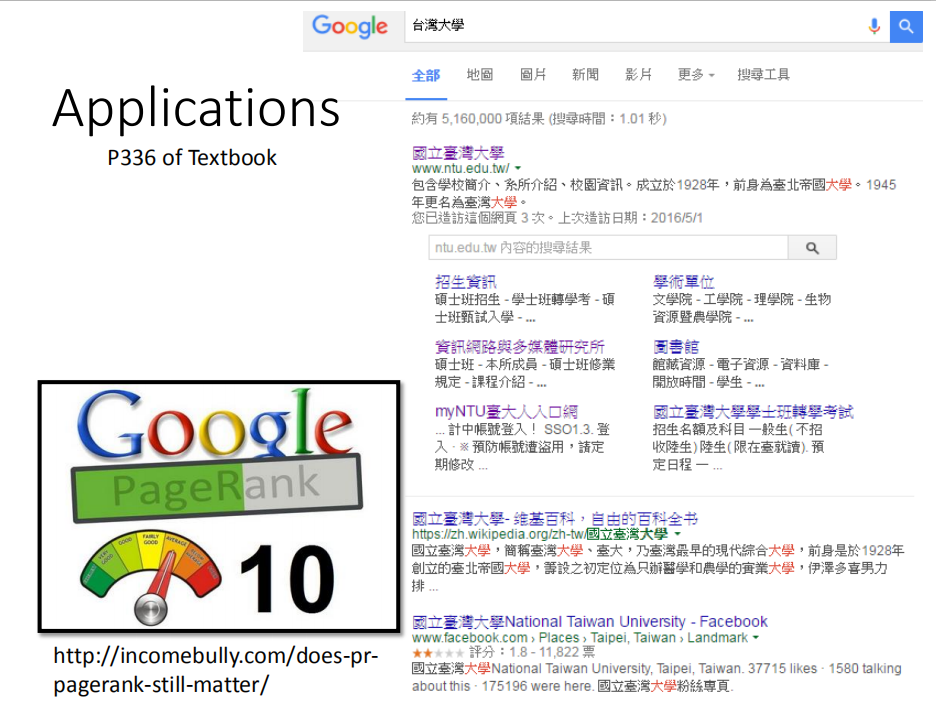 Google
台灣大學
全部 地圖 圖片 新聞 影片 更多 搜尋工具
Applications
P336 of Textbook
約有 5,160,000 項結果 (搜尋時間：1.01 秒)
國立臺灣大學
www.ntu.edu.tw/
包含學校簡介、系所介紹、校園資訊。成立於1928年，前身為臺北帝國大學。1945
年更名為臺灣大學。
您已造訪這個網頁 3 次。上次造訪日期：2016/5/1
ntu.edu.tw 內容的搜尋結果
招生資訊
碩士班招生 - 學士班轉學考 - 碩
士班甄試入學 - ...
學術單位
文學院 - 工學院 - 理學院 - 生物
資源暨農學院 - ...
資訊網路與多媒體研究所
碩士班 - 本所成員 - 碩士班修業
規定 - 課程介紹 - ...
圖書館
館藏資源 - 電子資源 - 資料庫 -
開放時間 - 學生 - ...
myNTU臺大人入口網
... 計中帳號登入！ SSO1.3. 登
入 · ※ 預防帳號遭盜用，請定
期修改 ...
國立臺灣大學學士班轉學考試
招生名額及科目 一般生( 不招
收陸生) 陸生( 限在臺就讀). 預
定日程 一 ...
國立臺灣大學- 维基百科，自由的百科全书
https://zh.wikipedia.org/zh-tw/國立臺灣大學
國立臺灣大學，簡稱臺灣大學、臺大，乃臺灣最早的現代綜合大學，前身是於1928年
創立的臺北帝國大學，籌設之初定位為只辦醫學和農學的實業大學，伊澤多喜男力
排 ...
國立臺灣大學National Taiwan University - Facebook
www.facebook.com › Places › Taipei, Taiwan › Landmark
評分：1.8 - 11,822 票
國立臺灣大學National Taiwan University, Taipei, Taiwan. 37715 likes · 1580 talking
about this · 175196 were here. 國立臺灣大學粉絲專頁.
Google
PageRank
GOOD
FAIRLY
GOOD
AVERAGE
10
http://incomebully.com/does-pr-
pagerank-still-matter/